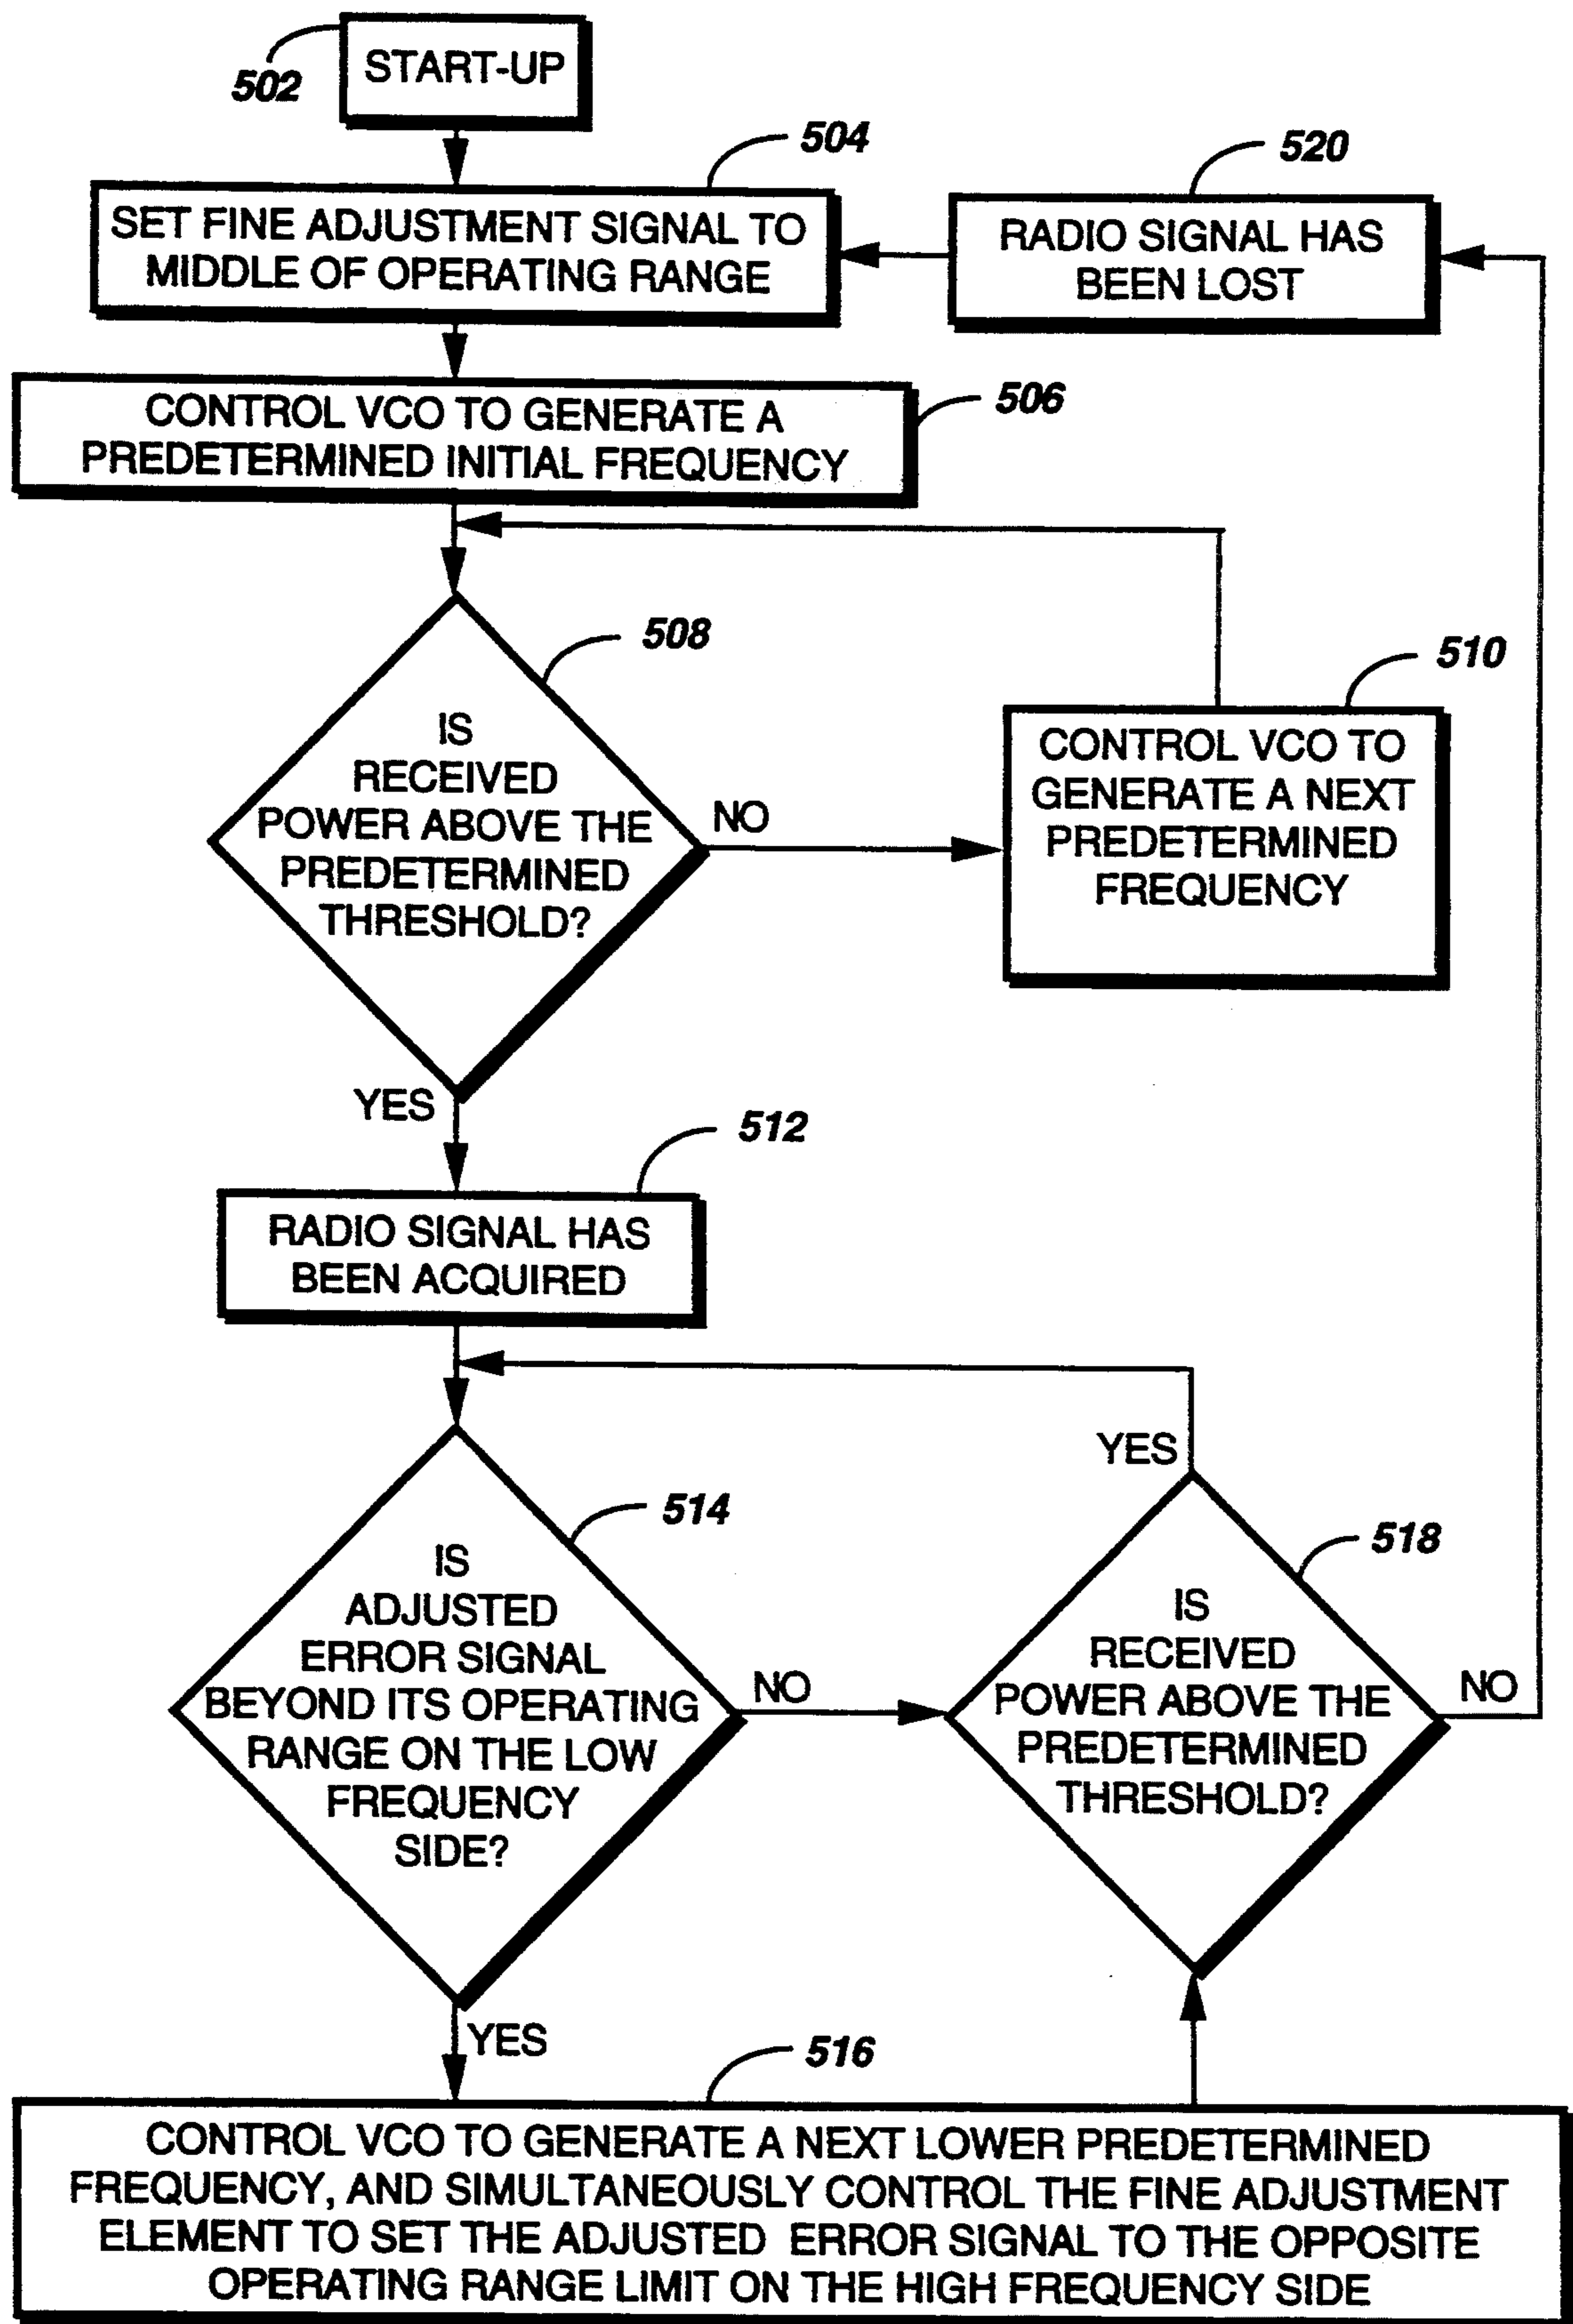 START-UP
502
504
SET FINE ADJUSTMENT SIGNAL TO
MIDDLE OF OPERATING RANGE
520
RADIO SIGNAL HAS
BEEN LOST
506
CONTROL VCO TO GENERATE A
PREDETERMINED INITIAL FREQUENCY
508
IS
RECEIVED
POWER ABOVE THE
PREDETERMINED
THRESHOLD?
NO
510
CONTROL VCO TO
GENERATE A NEXT
PREDETERMINED
FREQUENCY
YES
512
RADIO SIGNAL HAS
BEEN ACQUIRED
514
IS
ADJUSTED
ERROR SIGNAL
BEYOND ITS OPERATING
RANGE ON THE LOW
FREQUENCY
SIDE?
NO
YES
518
IS
RECEIVED
POWER ABOVE THE
PREDETERMINED
THRESHOLD?
NO
YES
516
CONTROL VCO TO GENERATE A NEXT LOWER PREDETERMINED
FREQUENCY, AND SIMULTANEOUSLY CONTROL THE FINE ADJUSTMENT
ELEMENT TO SET THE ADJUSTED ERROR SIGNAL TO THE OPPOSITE
OPERATING RANGE LIMIT ON THE HIGH FREQUENCY SIDE